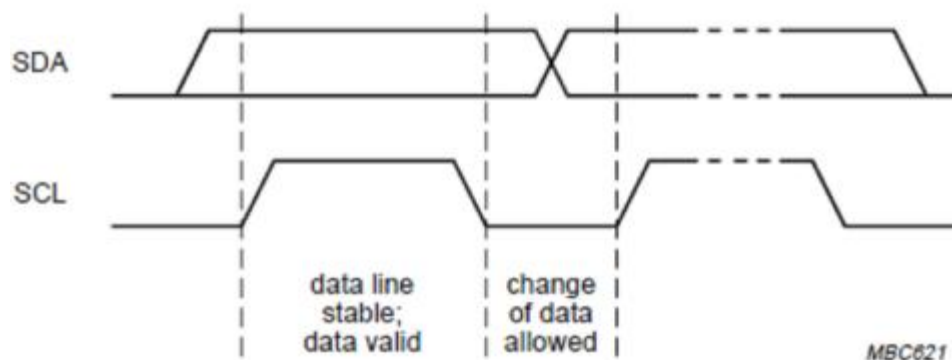 SDA
SCL
data line
stable;
data valid
change
of data
allowed
MBC621